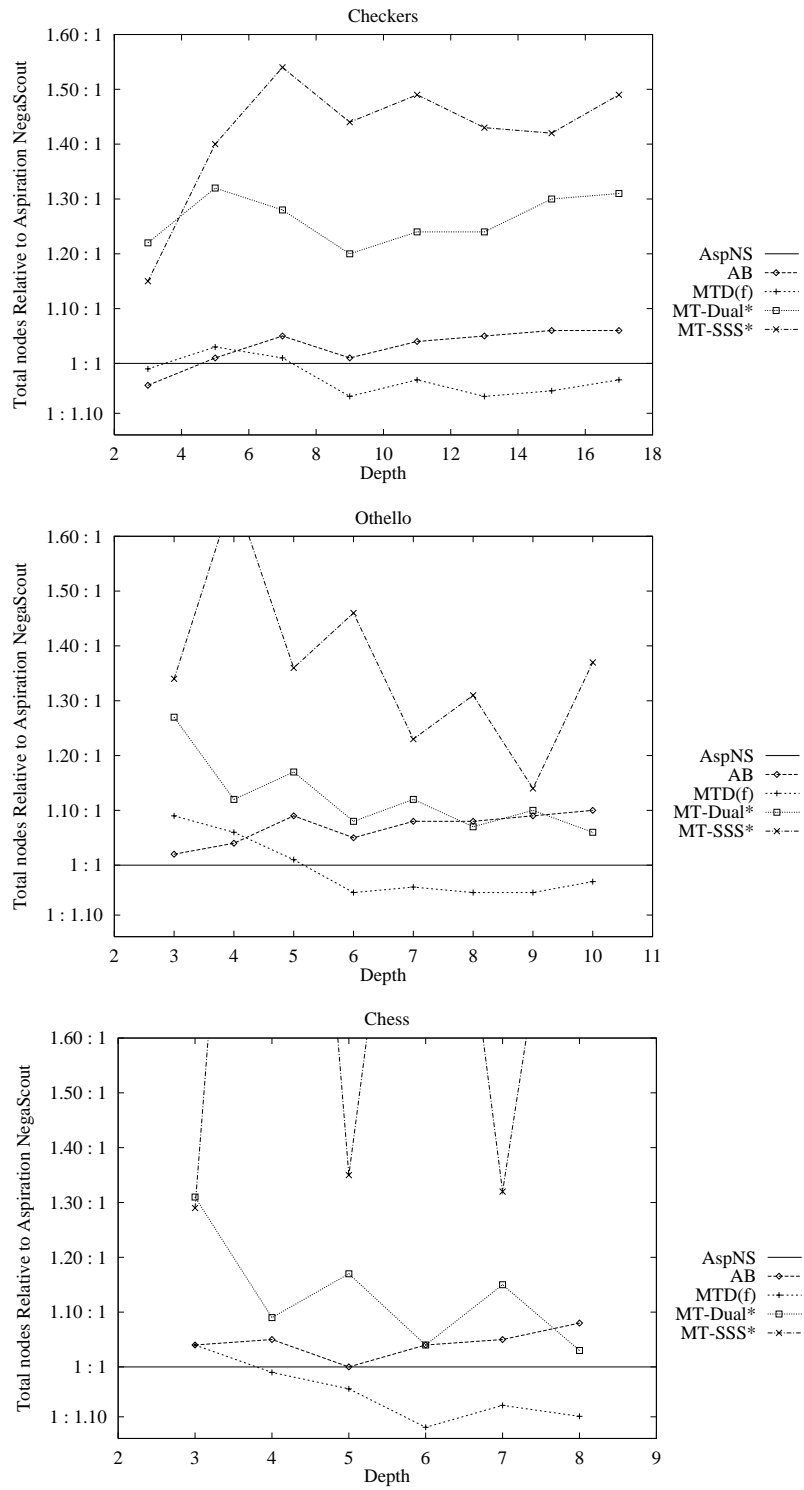 Checkers
Total nodes Relative to Aspiration NegaScout
1.60 : 1
1.50 : 1
1.40 : 1
1.30 : 1
1.20 : 1
1.10 : 1
1 : 1
1 : 1.10
2 4 6 8 10 12 14 16 18
Depth
AspNS
AB
MTD(f)
MT-Dual*
MT-SSS*
Othello
Total nodes Relative to Aspiration NegaScout
1.60 : 1
1.50 : 1
1.40 : 1
1.30 : 1
1.20 : 1
1.10 : 1
1 : 1
1 : 1.10
2 3 4 5 6 7 8 9 10 11
Depth
AspNS
AB
MTD(f)
MT-Dual*
MT-SSS*
Chess
Total nodes Relative to Aspiration NegaScout
1.60 : 1
1.50 : 1
1.40 : 1
1.30 : 1
1.20 : 1
1.10 : 1
1 : 1
1 : 1.10
2 3 4 5 6 7 8 9
Depth
AspNS
AB
MTD(f)
MT-Dual*
MT-SSS*